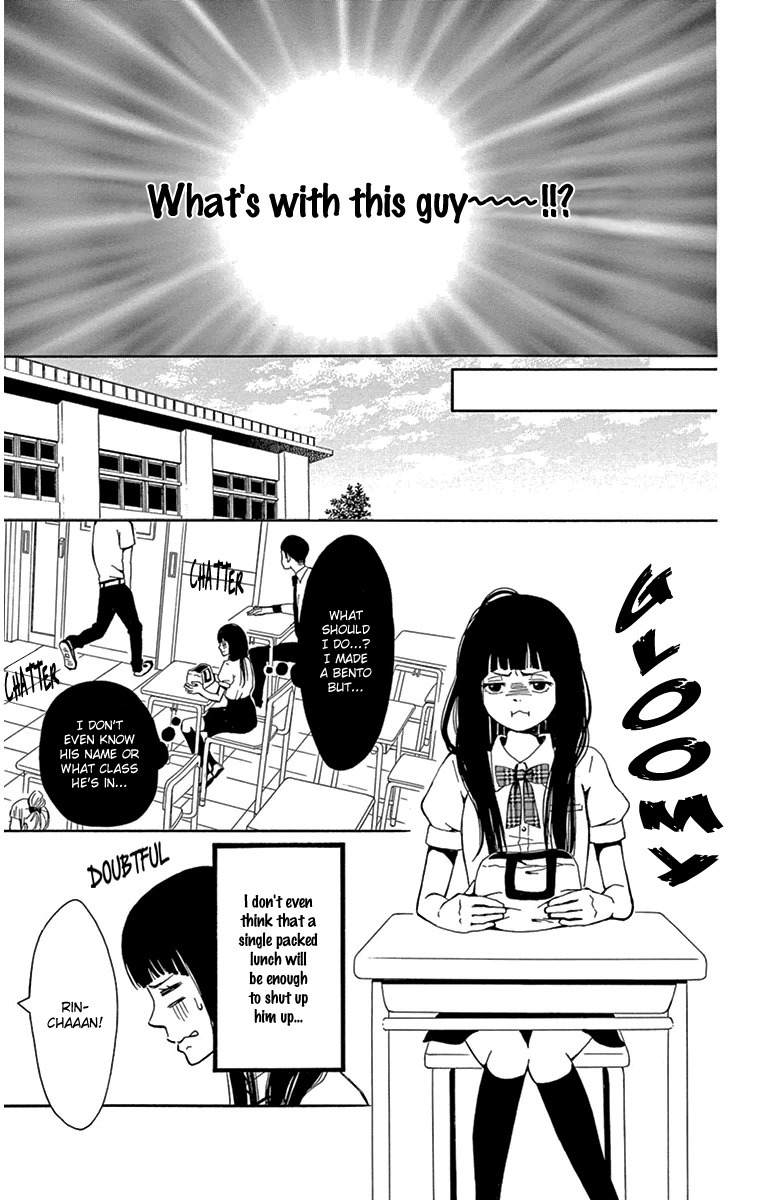 What's with this guy~~~~!!?
GLOOMY
CHATTER
WHAT
SHOULD
I DO...?
I MADE
A BENTO
BUT...
CHATTER
I DON'T
EVEN KNOW
HIS NAME OR
WHAT CLASS
HE'S IN...
I don't even
think that a
single packed
lunch will
be enough
to shut up
him up...
DOUBTFUL
RIN-
CHAAAN!